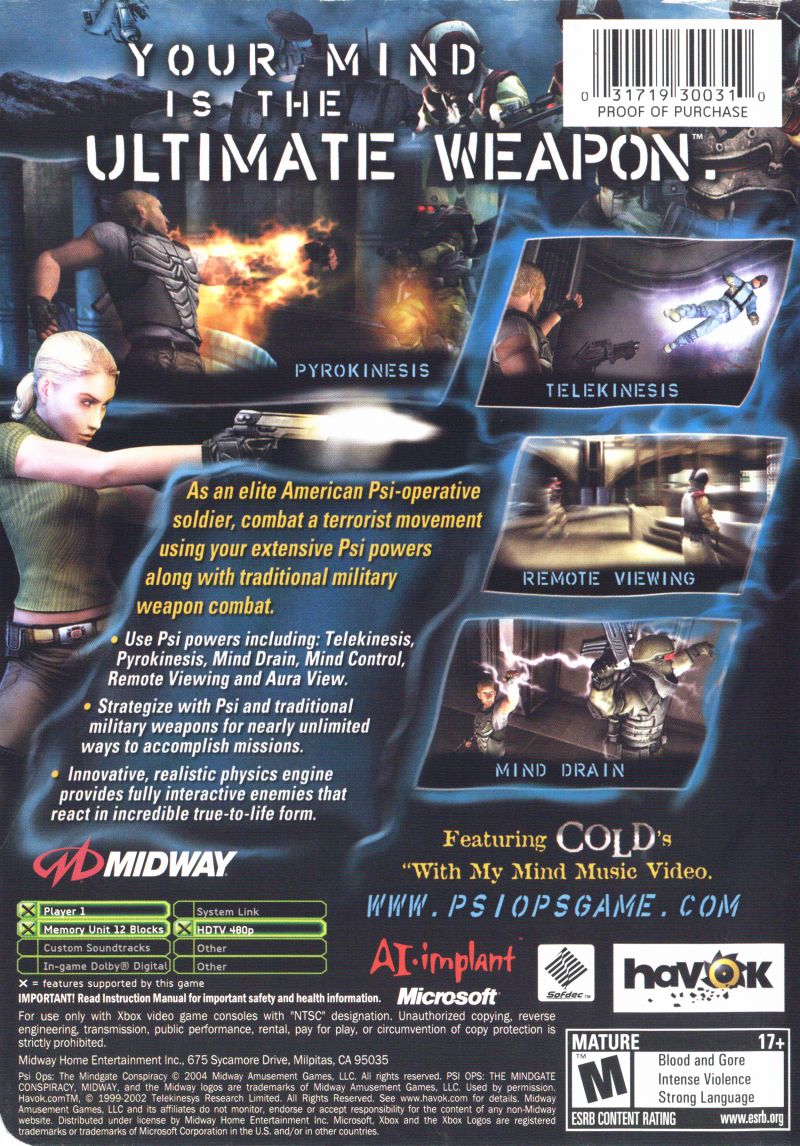 YOUR MIND
IS THE
ULTIMATE WEAPON.™
0 31719 30031 0
PROOF OF PURCHASE
PYROKINESIS
TELEKINESIS
REMOTE VIEWING
MIND DRAIN
As an elite American Psi-operative
soldier, combat a terrorist movement
using your extensive Psi powers
along with traditional military
weapon combat.
• Use Psi powers including: Telekinesis,
Pyrokinesis, Mind Drain, Mind Control,
Remote Viewing and Aura View.
• Strategize with Psi and traditional
military weapons for nearly unlimited
ways to accomplish missions.
• Innovative, realistic physics engine
provides fully interactive enemies that
react in incredible true-to-life form.
Featuring COLD's
"With My Mind Music Video.
WWW.PSIOPSGAME.COM
MIDWAY
X Player 1
X Memory Unit 12 Blocks
Custom Soundtracks
In-game Dolby® Digital
System Link
X HDTV 480p
Other
Other
X = features supported by this game
AI·implant
Microsoft®
Sofdec™
havok
IMPORTANT! Read Instruction Manual for important safety and health information.
For use only with Xbox video game consoles with "NTSC" designation. Unauthorized copying, reverse
engineering, transmission, public performance, rental, pay for play, or circumvention of copy protection is
strictly prohibited.
Midway Home Entertainment Inc., 675 Sycamore Drive, Milpitas, CA 95035
Psi Ops: The Mindgate Conspiracy © 2004 Midway Amusement Games, LLC. All rights reserved. PSI OPS: THE MINDGATE
CONSPIRACY, MIDWAY, and the Midway logos are trademarks of Midway Amusement Games, LLC. Used by permission.
Havok.comTM, © 1999-2002 Telekinesys Research Limited. All Rights Reserved. See www.havok.com for details. Midway
Amusement Games, LLC and its affiliates do not monitor, endorse or accept responsibility for the content of any non-Midway
website. Distributed under license by Midway Home Entertainment Inc. Microsoft, Xbox and the Xbox Logos are registered
trademarks or trademarks of Microsoft Corporation in the U.S. and/or in other countries.
MATURE 17+
™
M
Blood and Gore
Intense Violence
Strong Language
ESRB CONTENT RATING www.esrb.org